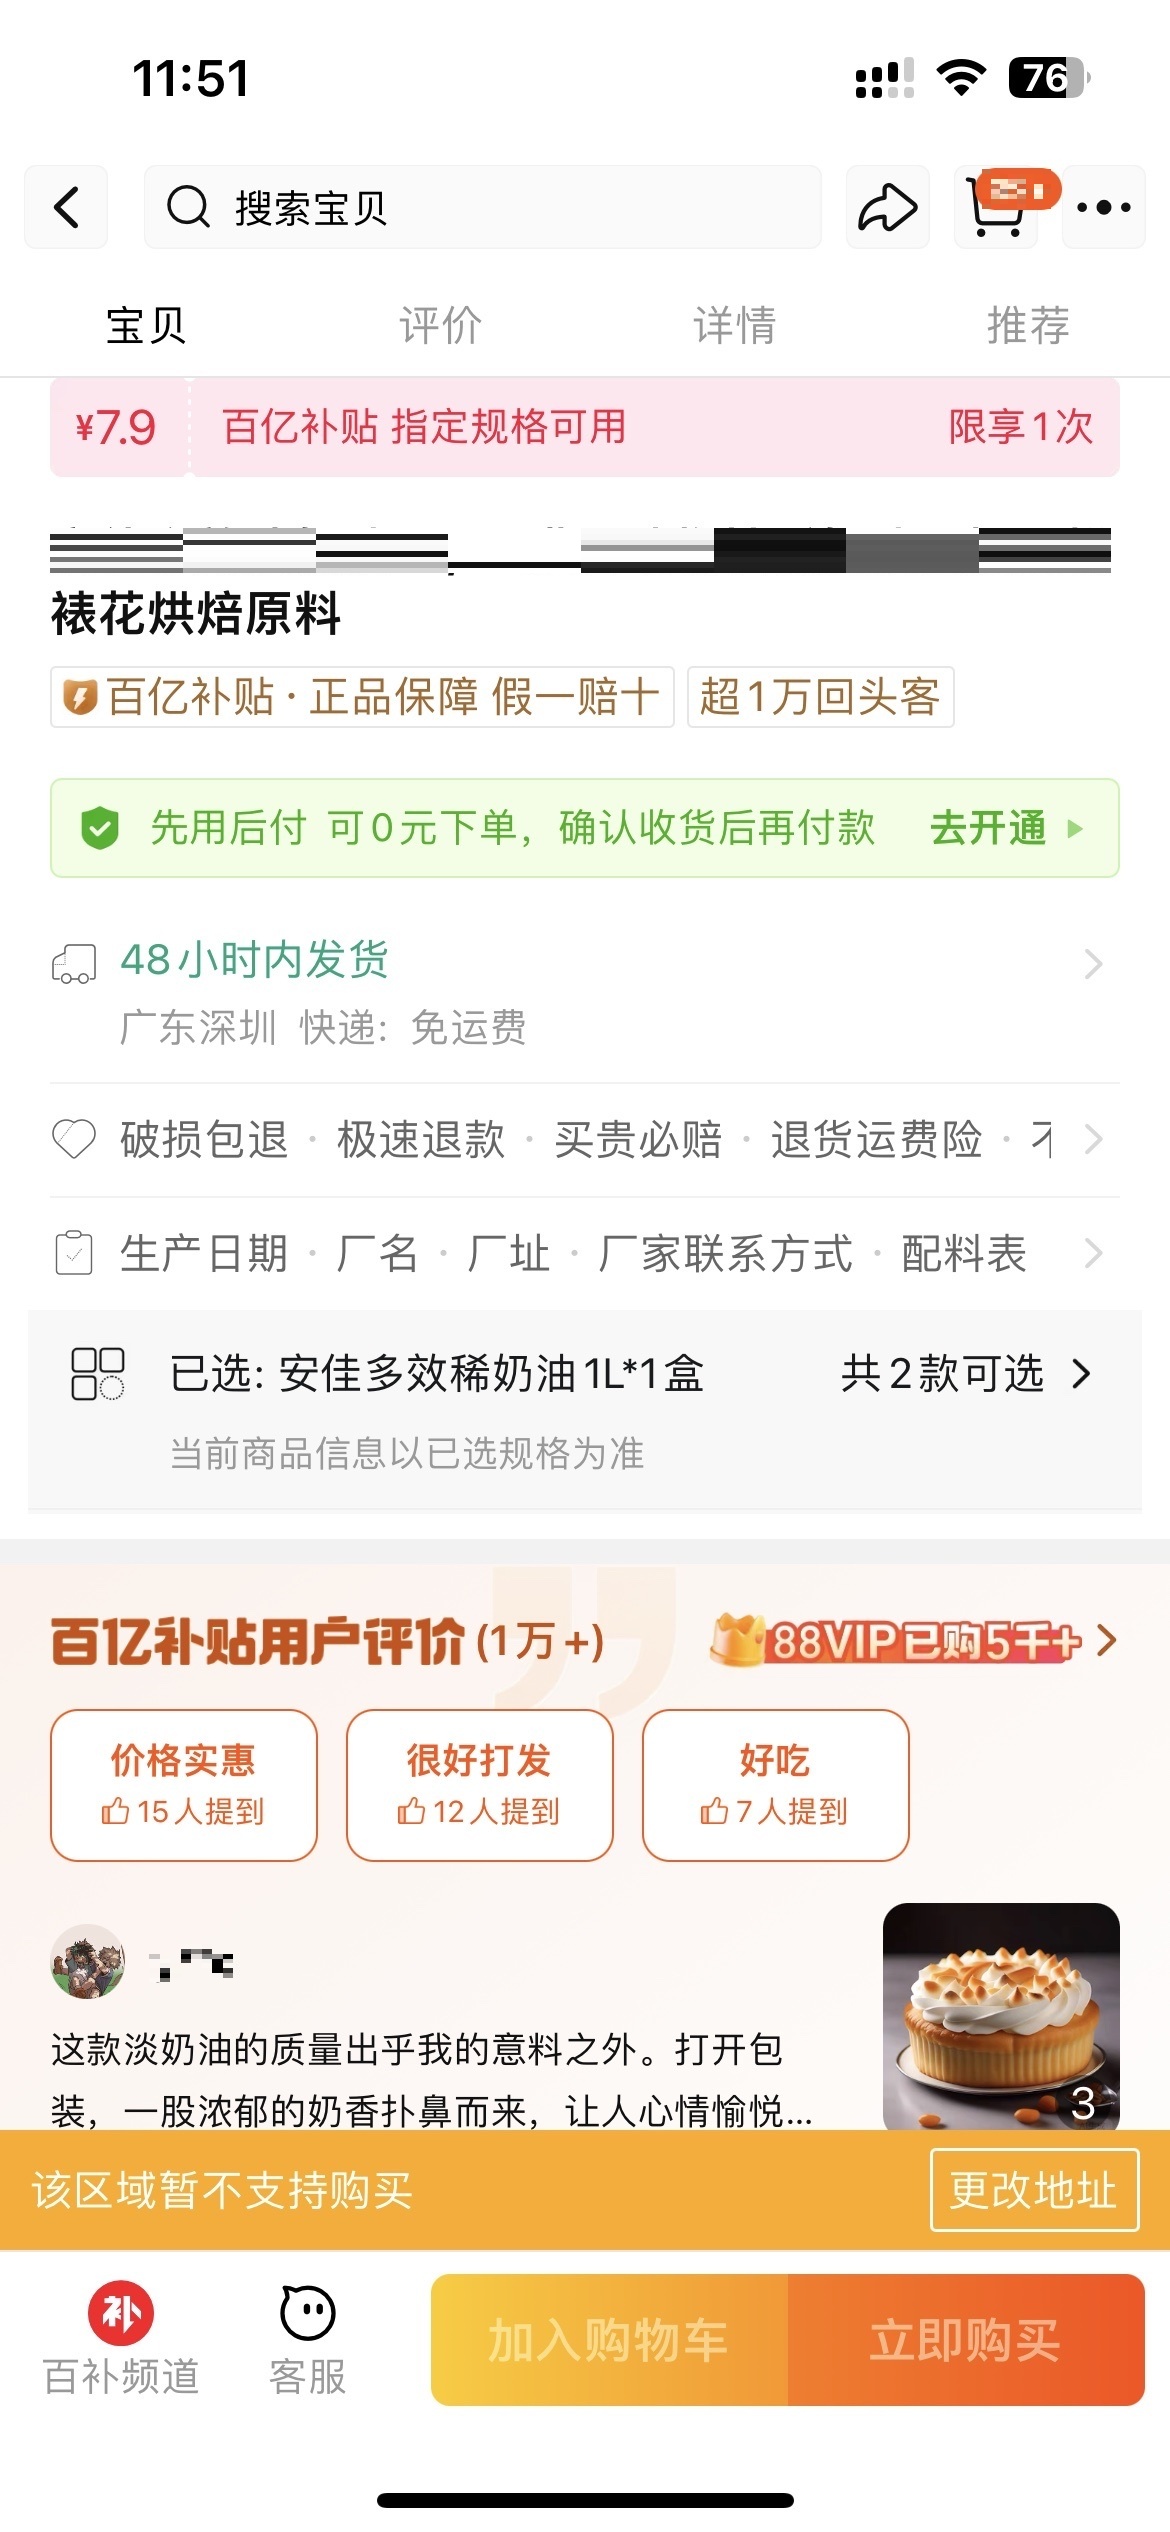 11:51
76
搜索宝贝
宝贝
评价
详情
推荐
¥7.9 百亿补贴 指定规格可用 限享1次
裱花烘焙原料
百亿补贴·正品保障 假一赔十 超1万回头客
先用后付 可0元下单，确认收货后再付款 去开通
48小时内发货
广东深圳 快递: 免运费
破损包退 · 极速退款 · 买贵必赔 · 退货运费险 ·
生产日期 · 厂名 · 厂址 · 厂家联系方式 · 配料表
已选: 安佳多效稀奶油1L*1盒 共2款可选
当前商品信息以已选规格为准
百亿补贴用户评价(1万+) 88VIP已购5千+
价格实惠 很好打发 好吃
15人提到 12人提到 7人提到
这款淡奶油的质量出乎我的意料之外。打开包
装，一股浓郁的奶香扑鼻而来，让人心情愉悦...
3
该区域暂不支持购买 更改地址
补
百补频道 客服 加入购物车 立即购买